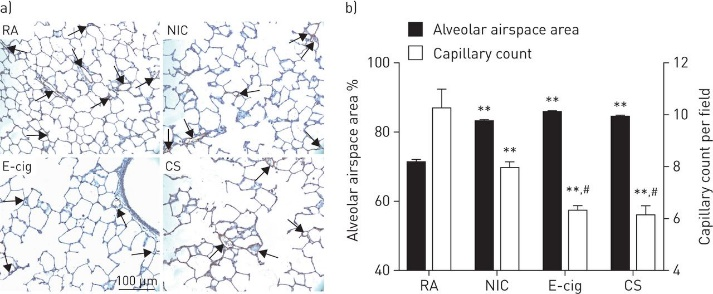 a)
RA
NIC
E-cig
CS
100 µm
b)
Alveolar airspace area
Capillary count
Alveolar airspace area %
100
80
60
40
**
**
**
**
**,#
**,#
12
10
8
6
4
Capillary count per field
RA NIC E-cig CS